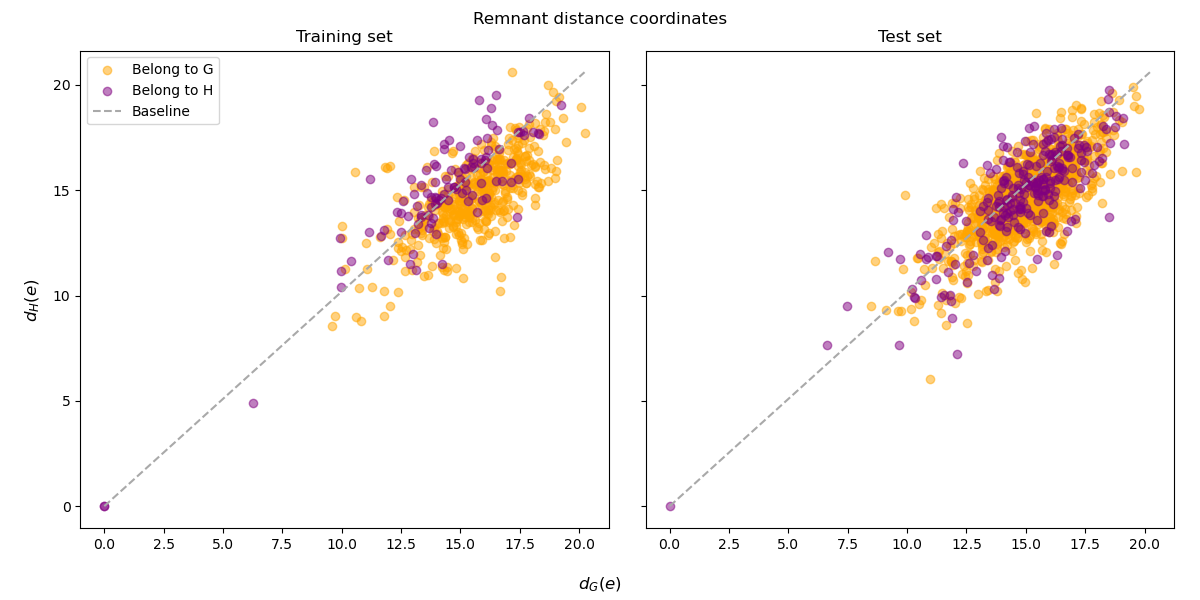 Remnant distance coordinates
Training set
Test set
Belong to G
Belong to H
Baseline
20
15
10
5
0
d_H(e)
0.0 2.5 5.0 7.5 10.0 12.5 15.0 17.5 20.0
0.0 2.5 5.0 7.5 10.0 12.5 15.0 17.5 20.0
d_G(e)